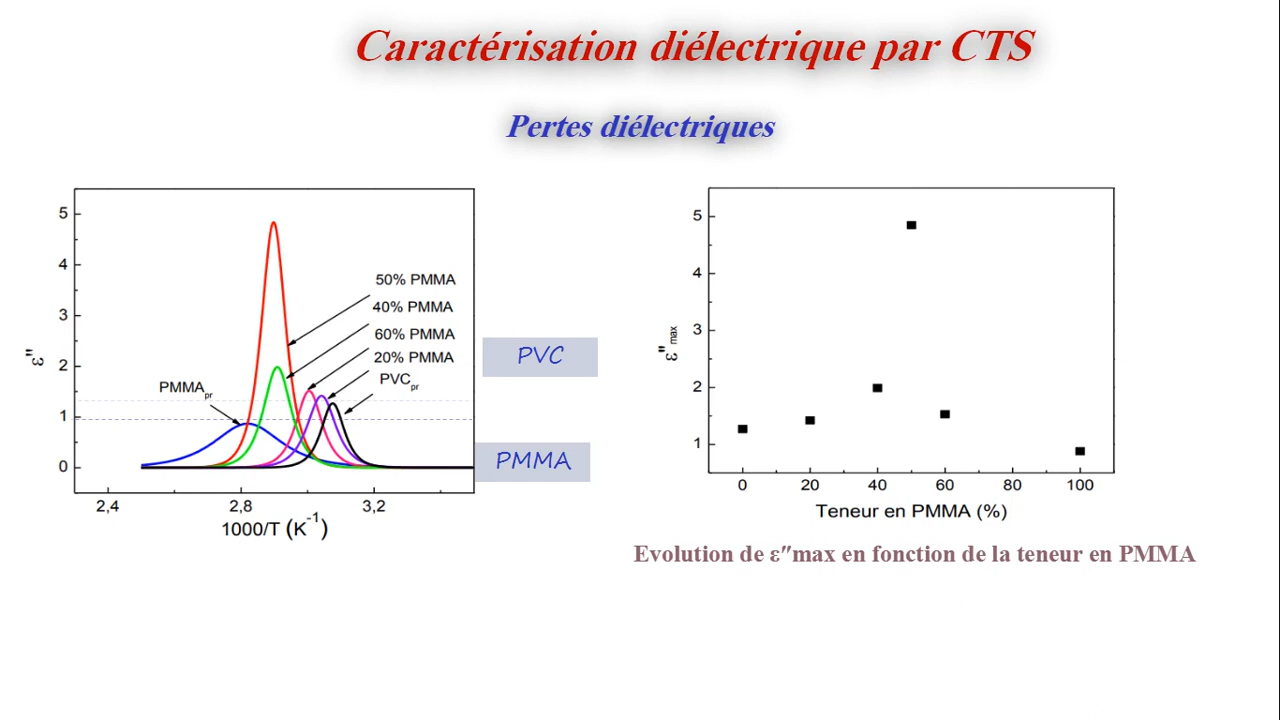 Caractérisation diélectrique par CTS
Pertes diélectriques
5
4
3
2
1
0
ε"
50% PMMA
40% PMMA
60% PMMA
20% PMMA
PVCpr
PMMApr
2,4
2,8
3,2
1000/T (K-1)
PVC
PMMA
5
4
3
2
1
ε"max
0
20
40
60
80
100
Teneur en PMMA (%)
Evolution de ε″max en fonction de la teneur en PMMA